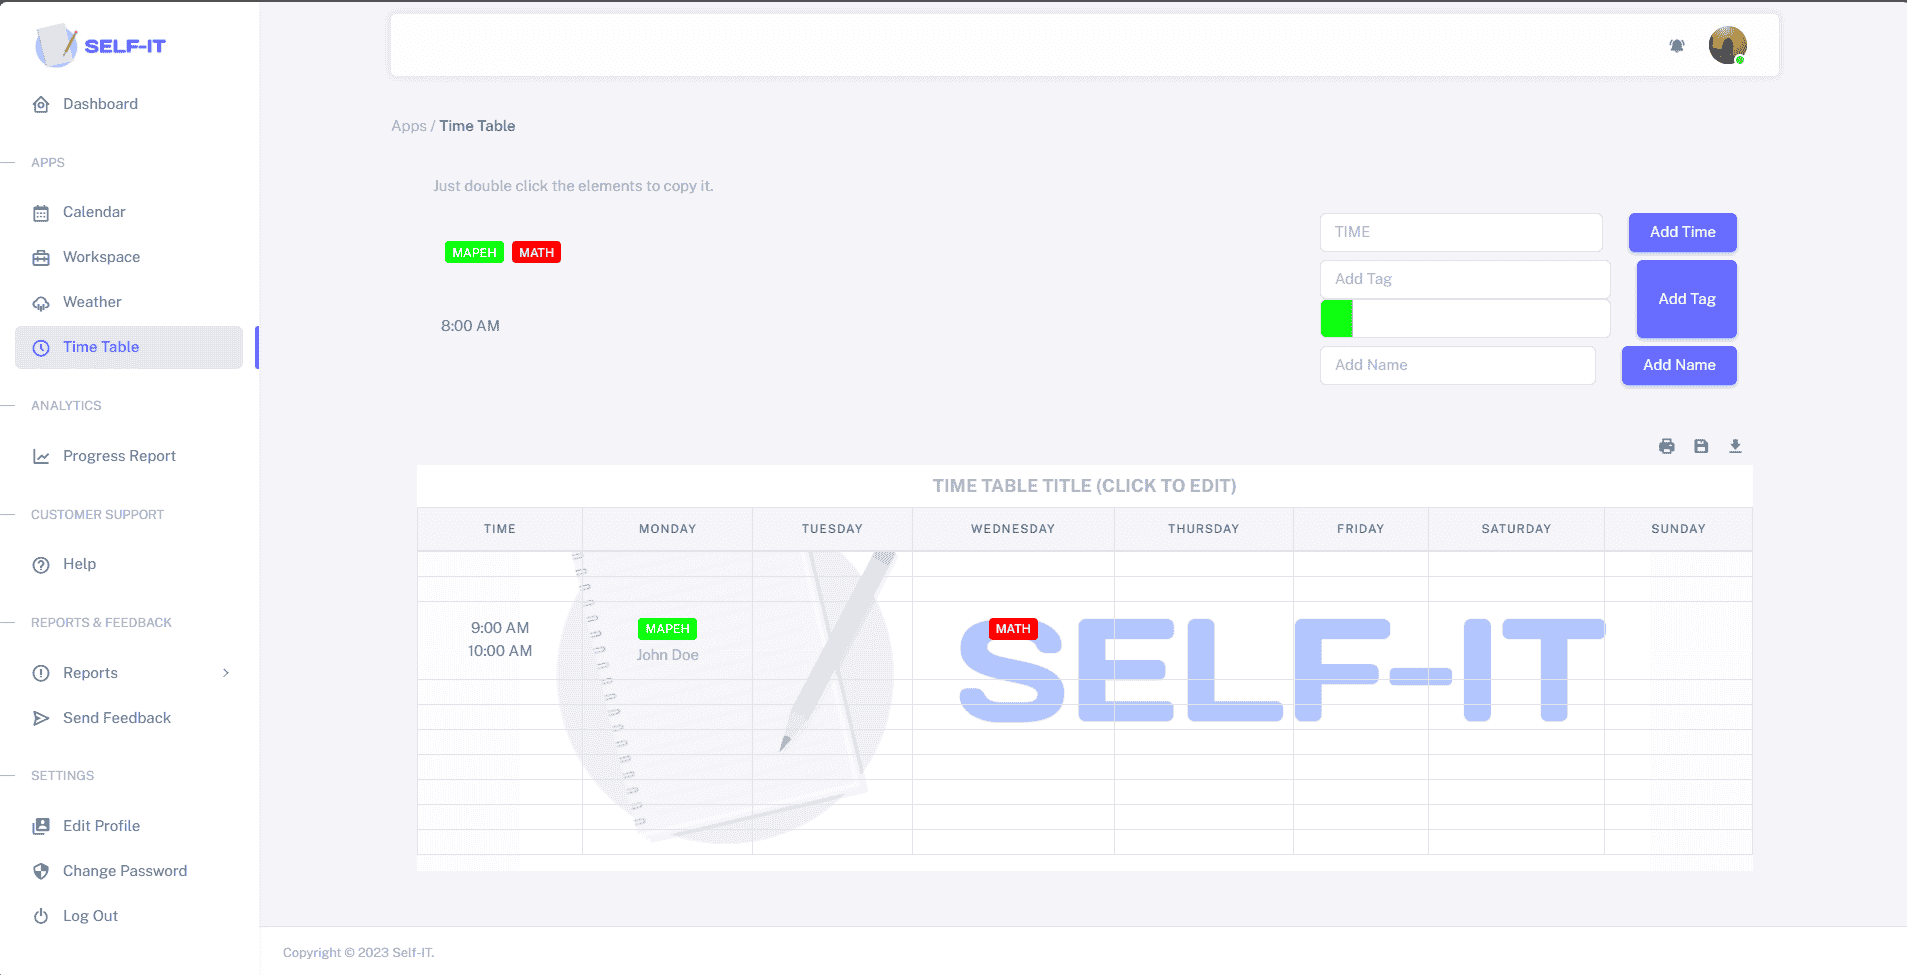 SELF-IT
Dashboard
APPS
Calendar
Workspace
Weather
Time Table
ANALYTICS
Progress Report
CUSTOMER SUPPORT
Help
REPORTS & FEEDBACK
Reports
Send Feedback
SETTINGS
Edit Profile
Change Password
Log Out
Apps / Time Table
Just double click the elements to copy it.
MAPEH MATH
8:00 AM
TIME Add Time
Add Tag Add Tag
Add Name Add Name
TIME TABLE TITLE (CLICK TO EDIT)
TIME MONDAY TUESDAY WEDNESDAY THURSDAY FRIDAY SATURDAY SUNDAY
9:00 AM MAPEH MATH
10:00 AM John Doe
SELF-IT
Copyright © 2023 Self-IT.